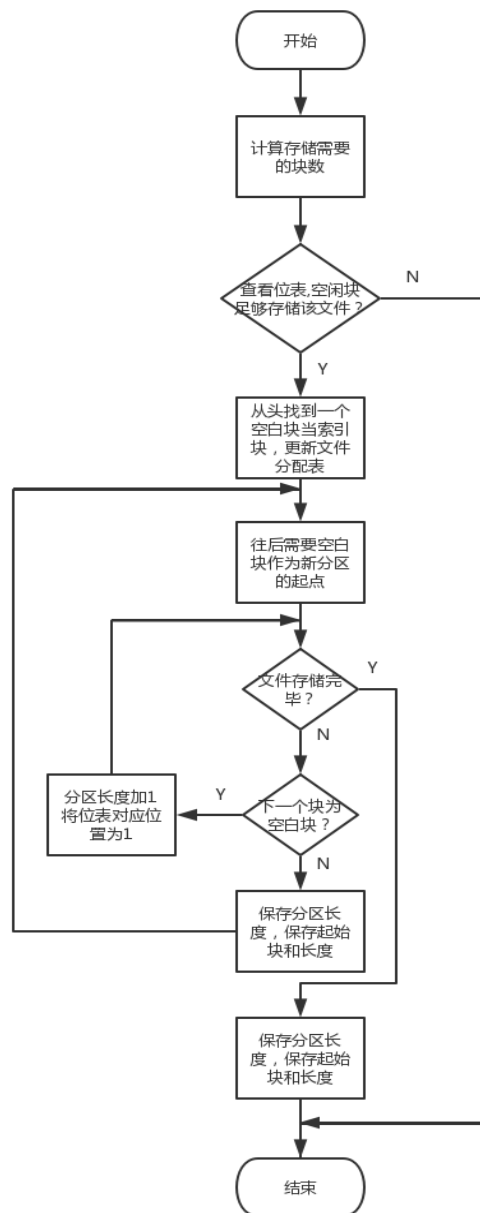 开始
计算存储需要
的块数
查看位表,空闲块
足够存储该文件？
N
Y
从头找到一个
空白块当索引
块，更新文件
分配表
往后需要空白
块作为新分区
的起点
文件存储完
毕？
Y
N
下一个块为
空白块？
Y
分区长度加1
将位表对应位
置为1
N
保存分区长
度，保存起始
块和长度
保存分区长
度，保存起始
块和长度
结束